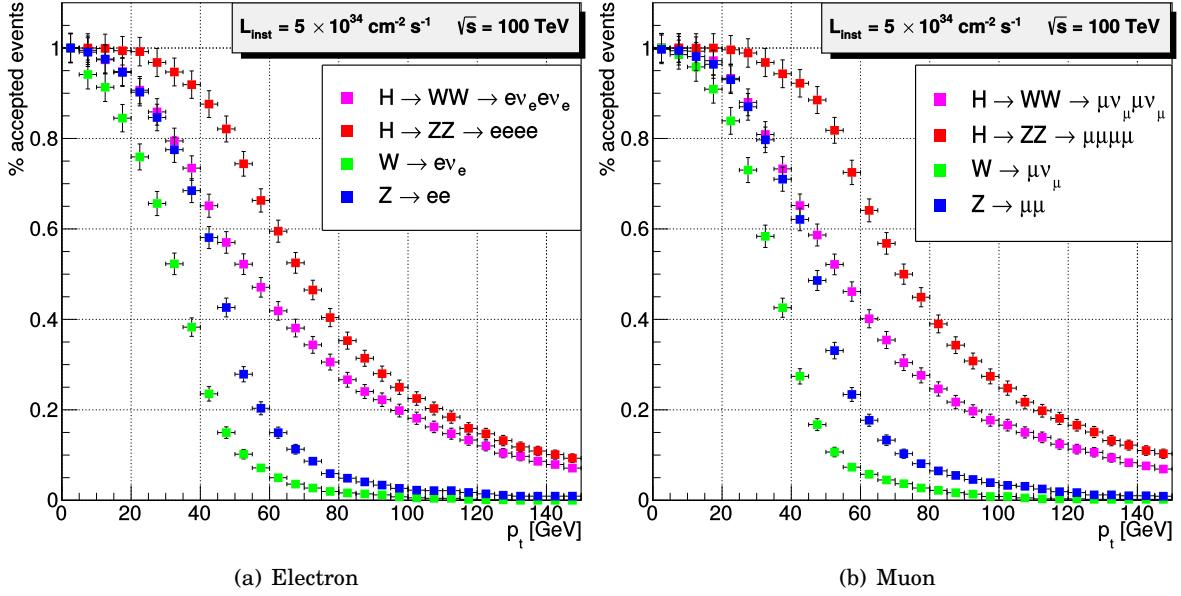 L_inst = 5 × 10^34 cm^-2 s^-1 √s = 100 TeV
% accepted events
1
0.8
0.6
0.4
0.2
0
H → WW → eν_e eν_e
H → ZZ → eeee
W → eν_e
Z → ee
0 20 40 60 80 100 120 140
p_t [GeV]
(a) Electron
L_inst = 5 × 10^34 cm^-2 s^-1 √s = 100 TeV
% accepted events
1
0.8
0.6
0.4
0.2
0
H → WW → μν_μ μν_μ
H → ZZ → μμμμ
W → μν_μ
Z → μμ
0 20 40 60 80 100 120 140
p_t [GeV]
(b) Muon